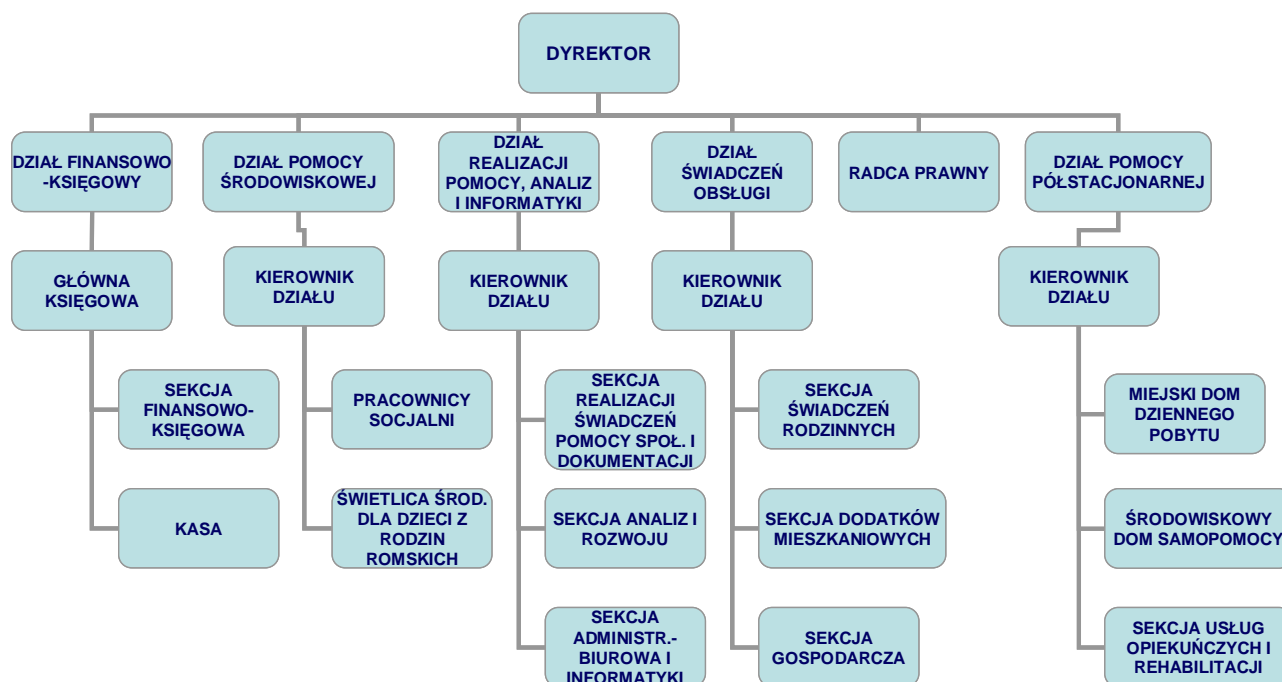 DYREKTOR
DZIAŁ FINANSOWO
-KSIĘGOWY
DZIAŁ POMOCY
ŚRODOWISKOWEJ
DZIAŁ
REALIZACJI
POMOCY, ANALIZ
I INFORMATYKI
DZIAŁ
ŚWIADCZEŃ
OBSŁUGI
RADCA PRAWNY
DZIAŁ POMOCY
PÓŁSTACJONARNEJ
GŁÓWNA
KSIĘGOWA
KIEROWNIK
DZIAŁU
KIEROWNIK
DZIAŁU
KIEROWNIK
DZIAŁU
KIEROWNIK
DZIAŁU
SEKCJA
FINANSOWO-
KSIĘGOWA
PRACOWNICY
SOCJALNI
SEKCJA
REALIZACJI
ŚWIADCZEŃ
POMOCY SPOŁ. I
DOKUMENTACJI
SEKCJA
ŚWIADCZEŃ
RODZINNYCH
MIEJSKI DOM
DZIENNEGO
POBYTU
KASA
ŚWIETLICA ŚROD.
DLA DZIECI Z
RODZIN
ROMSKICH
SEKCJA ANALIZ I
ROZWOJU
SEKCJA DODATKÓW
MIESZKANIOWYCH
ŚRODOWISKOWY
DOM SAMOPOMOCY
SEKCJA
ADMINISTR.-
BIUROWA I
INFORMATYKI
SEKCJA
GOSPODARCZA
SEKCJA USŁUG
OPIEKUŃCZYCH I
REHABILITACJI